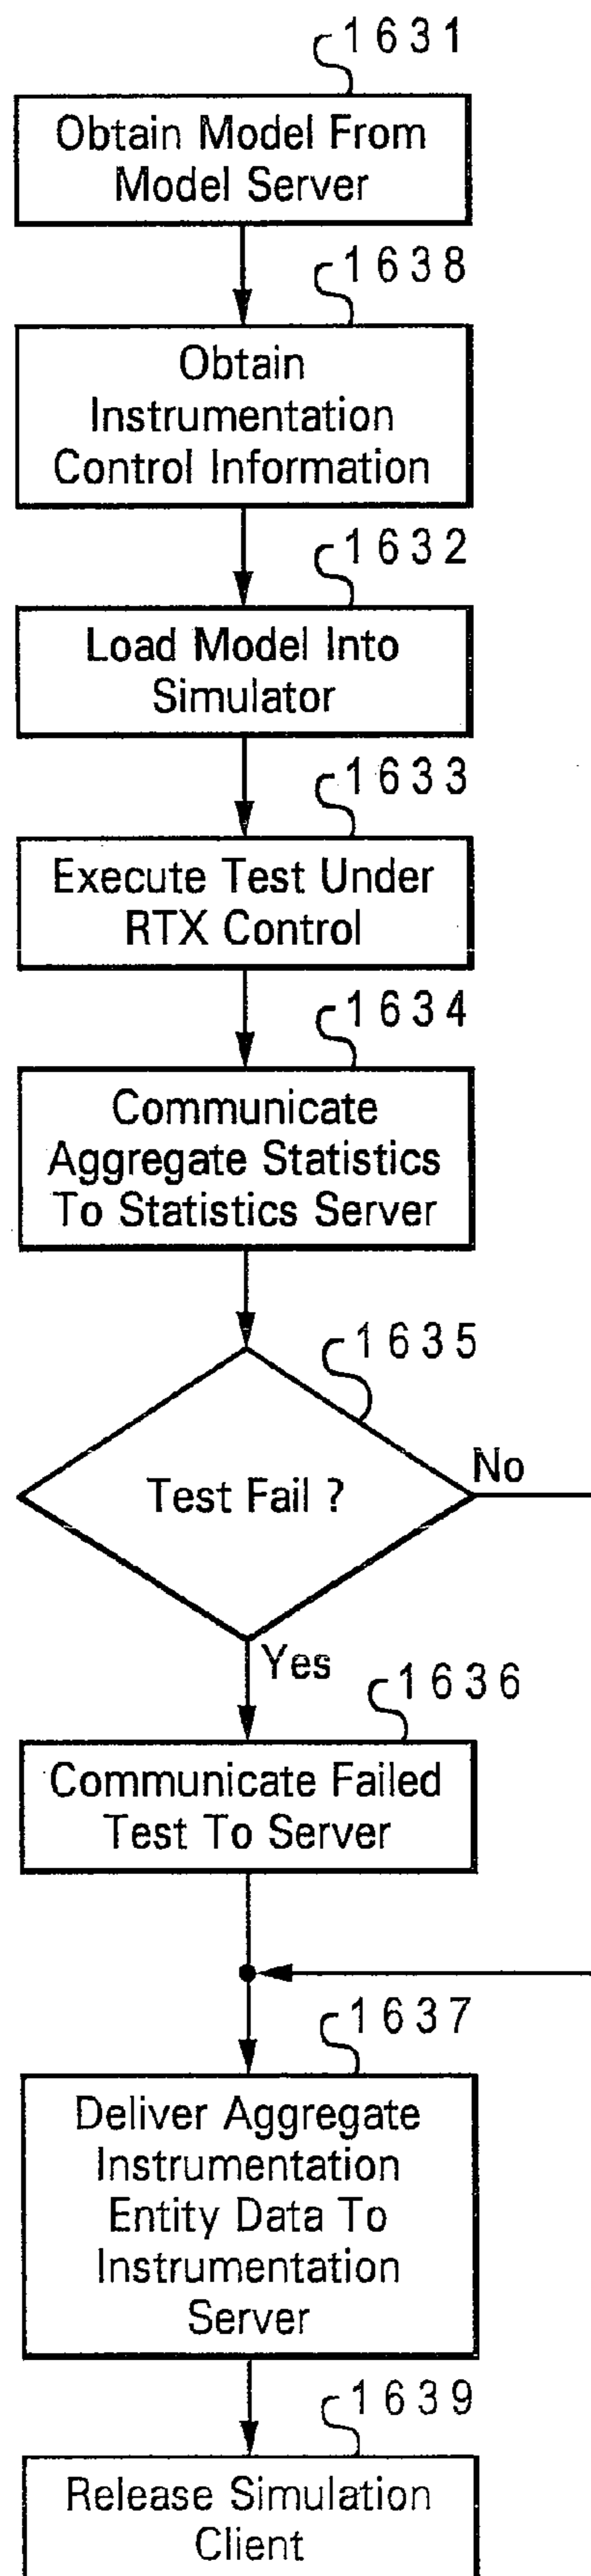 1631
Obtain Model From
Model Server
1638
Obtain
Instrumentation
Control Information
1632
Load Model Into
Simulator
1633
Execute Test Under
RTX Control
1634
Communicate
Aggregate Statistics
To Statistics Server
1635
Test Fail ?
No
Yes
1636
Communicate Failed
Test To Server
1637
Deliver Aggregate
Instrumentation
Entity Data To
Instrumentation
Server
1639
Release Simulation
Client